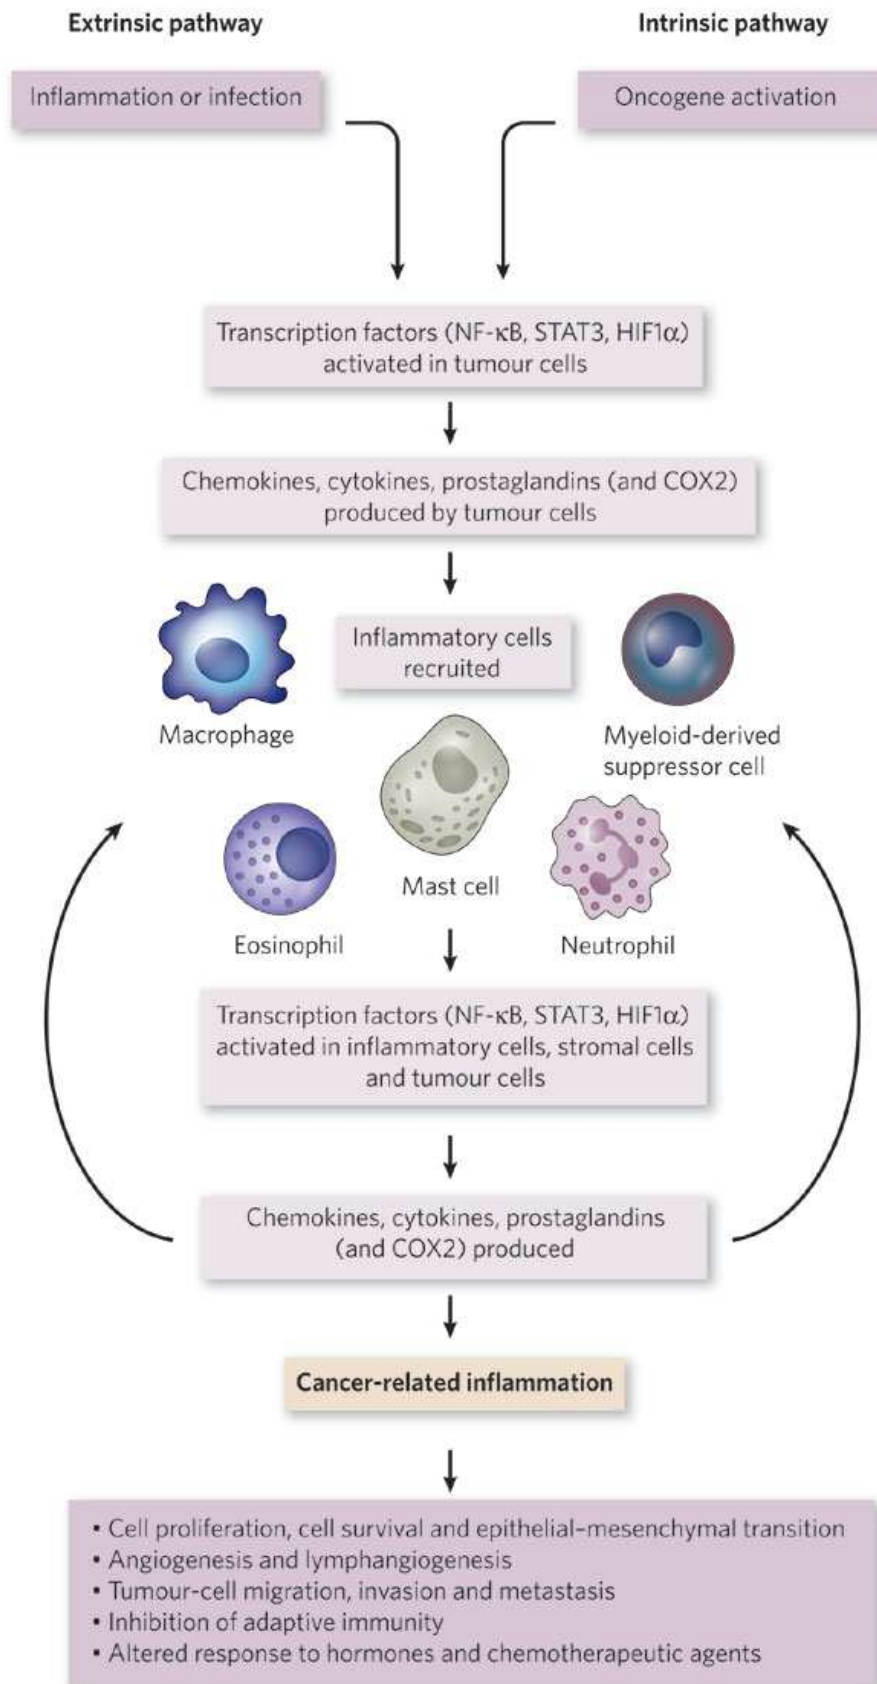 Extrinsic pathway
Intrinsic pathway
Inflammation or infection
Oncogene activation
Transcription factors (NF-κB, STAT3, HIF1α)
activated in tumour cells
Chemokines, cytokines, prostaglandins (and COX2)
produced by tumour cells
Inflammatory cells
recruited
Macrophage
Myeloid-derived
suppressor cell
Mast cell
Eosinophil
Neutrophil
Transcription factors (NF-κB, STAT3, HIF1α)
activated in inflammatory cells, stromal cells
and tumour cells
Chemokines, cytokines, prostaglandins
(and COX2) produced
Cancer-related inflammation
• Cell proliferation, cell survival and epithelial–mesenchymal transition
• Angiogenesis and lymphangiogenesis
• Tumour-cell migration, invasion and metastasis
• Inhibition of adaptive immunity
• Altered response to hormones and chemotherapeutic agents